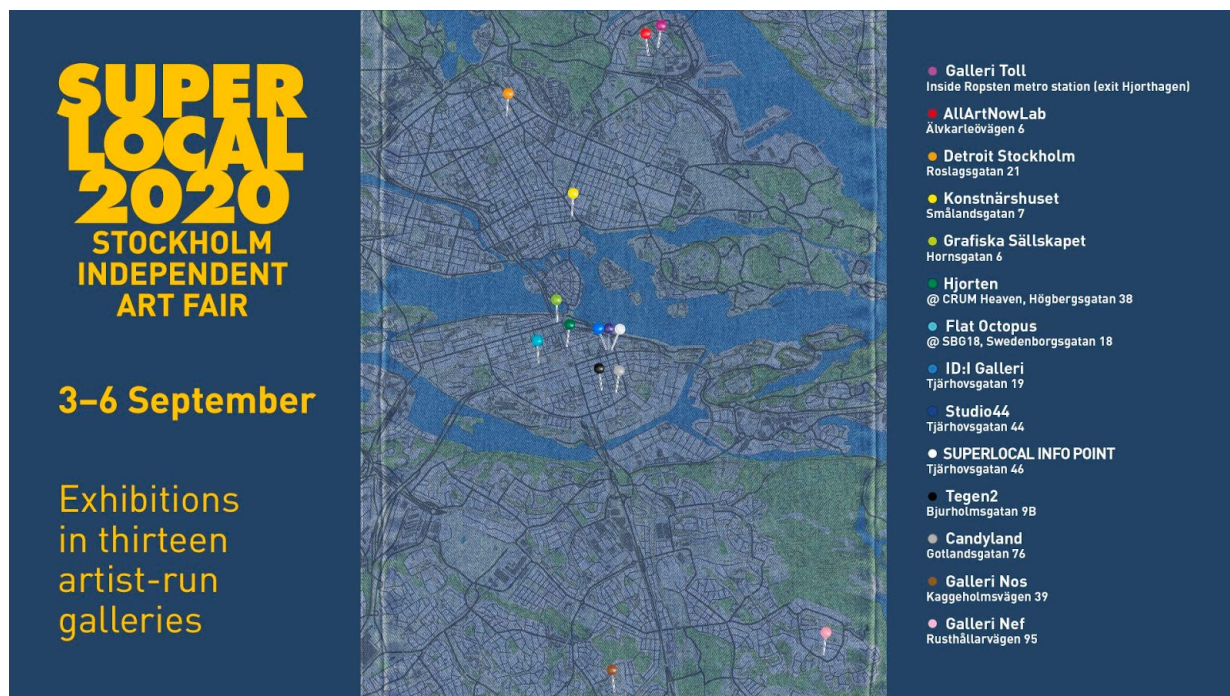 SUPER
LOCAL
2020
STOCKHOLM
INDEPENDENT
ART FAIR
3–6 September
Exhibitions
in thirteen
artist-run
galleries
Galleri Toll
Inside Ropsten metro station (exit Hjorthagen)
AllArtNowLab
Älvkarleövägen 6
Detroit Stockholm
Roslagsgatan 21
Konstnärshuset
Smålandsgatan 7
Grafiska Sällskapet
Hornsgatan 6
Hjorten
@ CRUM Heaven, Högbergsgatan 38
Flat Octopus
@ SBG18, Swedenborgsgatan 18
ID:I Galleri
Tjärhovsgatan 19
Studio44
Tjärhovsgatan 44
SUPERLOCAL INFO POINT
Tjärhovsgatan 46
Tegen2
Bjurholmsgatan 9B
Candyland
Gotlandsgatan 76
Galleri Nos
Kaggeholmsvägen 39
Galleri Nef
Rusthållarvägen 95